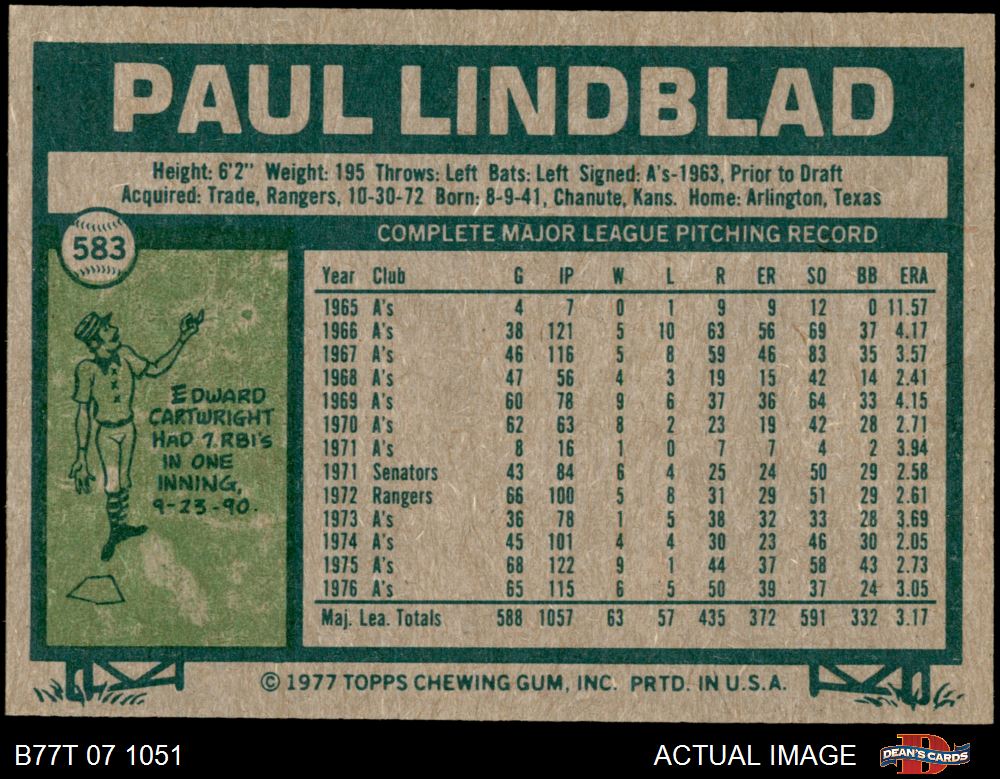 PAUL LINDBLAD
Height: 6'2" Weight: 195 Throws: Left Bats: Left Signed: A's-1963, Prior to Draft
Acquired: Trade, Rangers, 10-30-72 Born: 8-9-41, Chanute, Kans. Home: Arlington, Texas
583
COMPLETE MAJOR LEAGUE PITCHING RECORD
Year Club G IP W L R ER SO BB ERA
1965 A's 4 7 0 1 9 9 12 0 11.57
1966 A's 38 121 5 10 63 56 69 37 4.17
1967 A's 46 116 5 8 59 46 83 35 3.57
1968 A's 47 56 4 3 19 15 42 14 2.41
1969 A's 60 78 9 6 37 36 64 33 4.15
1970 A's 62 63 8 2 23 19 42 28 2.71
1971 A's 8 16 1 0 7 7 4 2 3.94
1971 Senators 43 84 6 4 25 24 50 29 2.58
1972 Rangers 66 100 5 8 31 29 51 29 2.61
1973 A's 36 78 1 5 38 32 33 28 3.69
1974 A's 45 101 4 4 30 23 46 30 2.05
1975 A's 68 122 9 1 44 37 58 43 2.73
1976 A's 65 115 6 5 50 39 37 24 3.05
Maj. Lea. Totals 588 1057 63 57 435 372 591 332 3.17
EDWARD
CARTWRIGHT
HAD 7 RBI'S
IN ONE
INNING,
9-23-90.
© 1977 TOPPS CHEWING GUM, INC. PRTD. IN U.S.A.
B77T 07 1051
ACTUAL IMAGE
D
DEAN'S CARDS